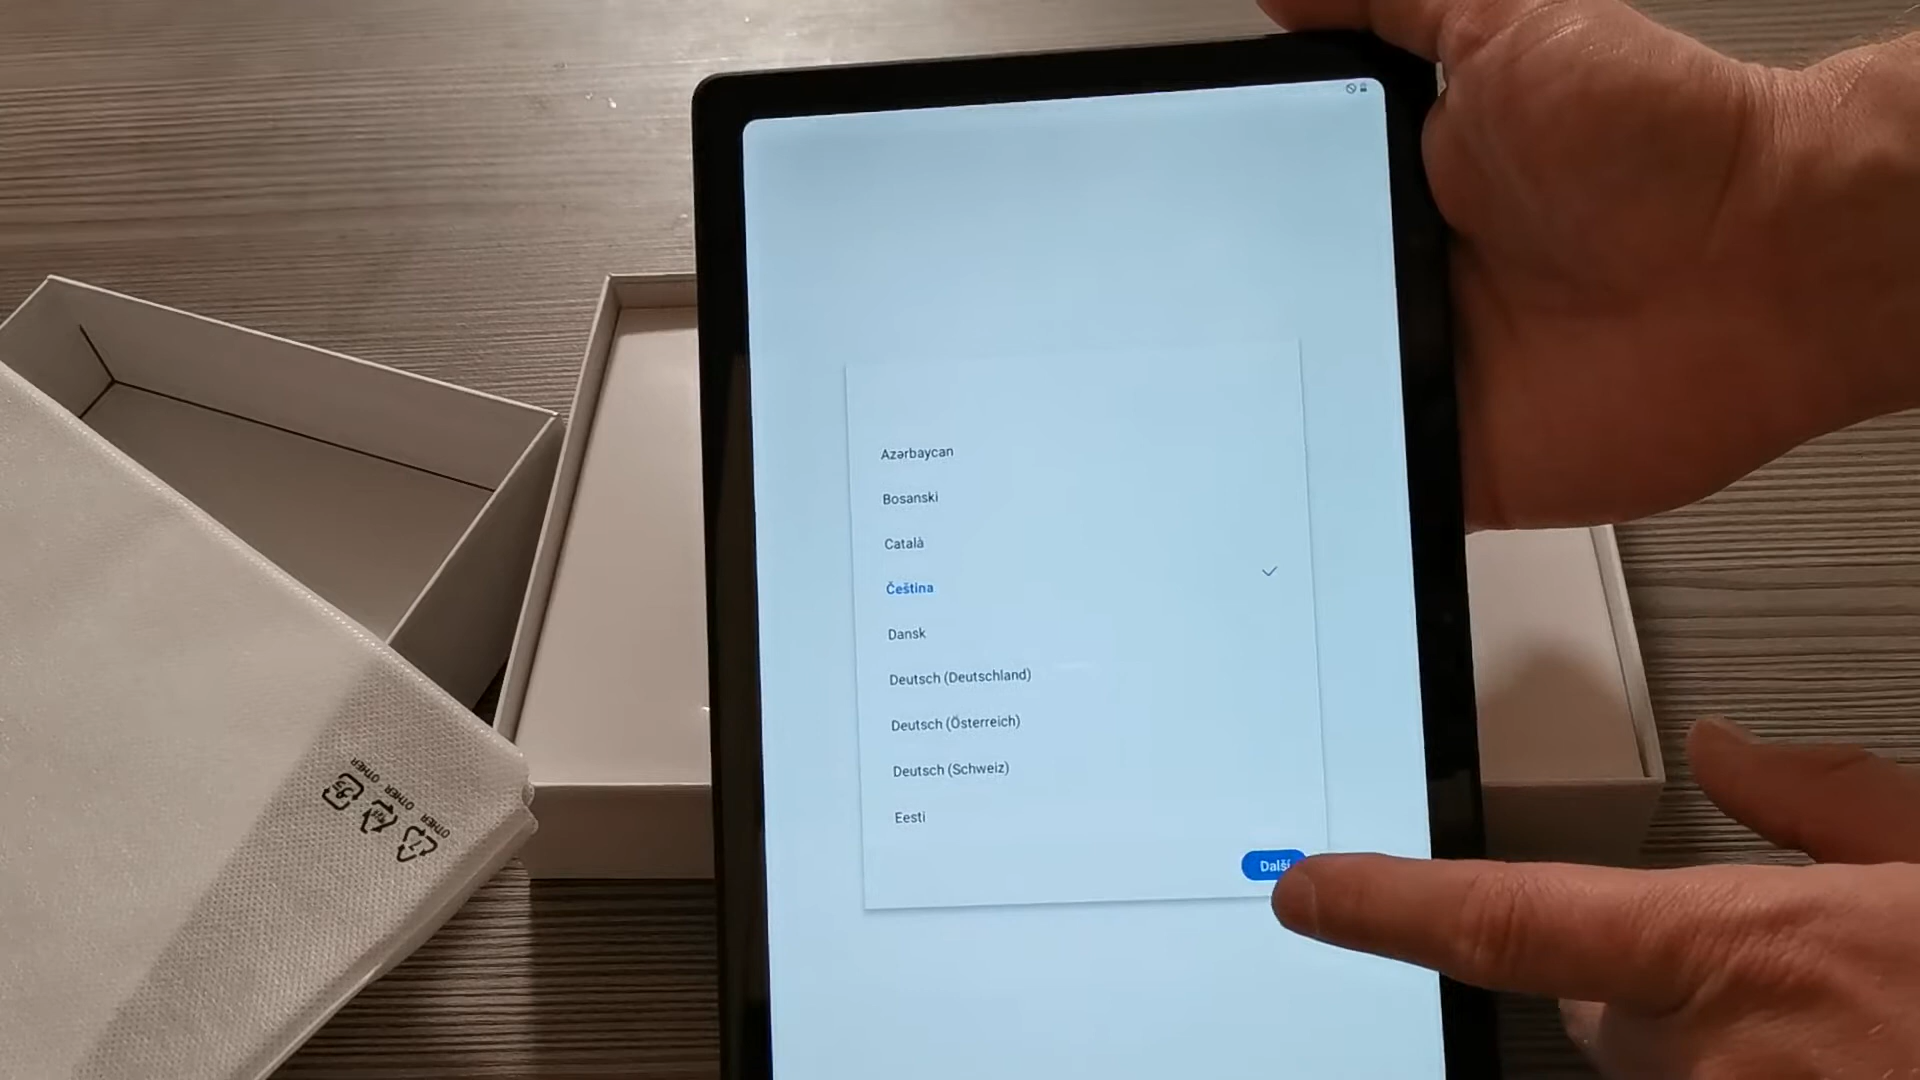 Azərbaycan
Bosanski
Català
Čeština
Dansk
Deutsch (Deutschland)
Deutsch (Österreich)
Deutsch (Schweiz)
Eesti
Další
OTHER
OTHER
OTHER